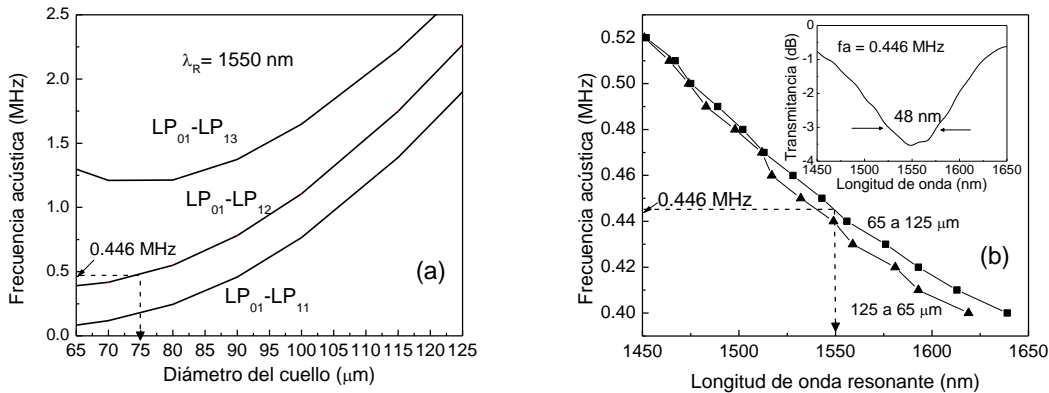 2.5
2.0
1.5
1.0
0.5
0.0
Frecuencia acústica (MHz)
λR= 1550 nm
LP01-LP13
LP01-LP12
0.446 MHz
LP01-LP11
(a)
65 70 75 80 85 90 95 100 105 110 115 120 125
Diámetro del cuello (μm)
0.52
0.50
0.48
0.46
0.44
0.42
0.40
Frecuencia acústica (MHz)
0
-1
-2
-3
-4
Transmitancia (dB)
fa = 0.446 MHz
48 nm
1450 1500 1550 1600 1650
Longitud de onda (nm)
0.446 MHz
65 a 125 μm
(b)
125 a 65 μm
1450 1500 1550 1600 1650
Longitud de onda resonante (nm)